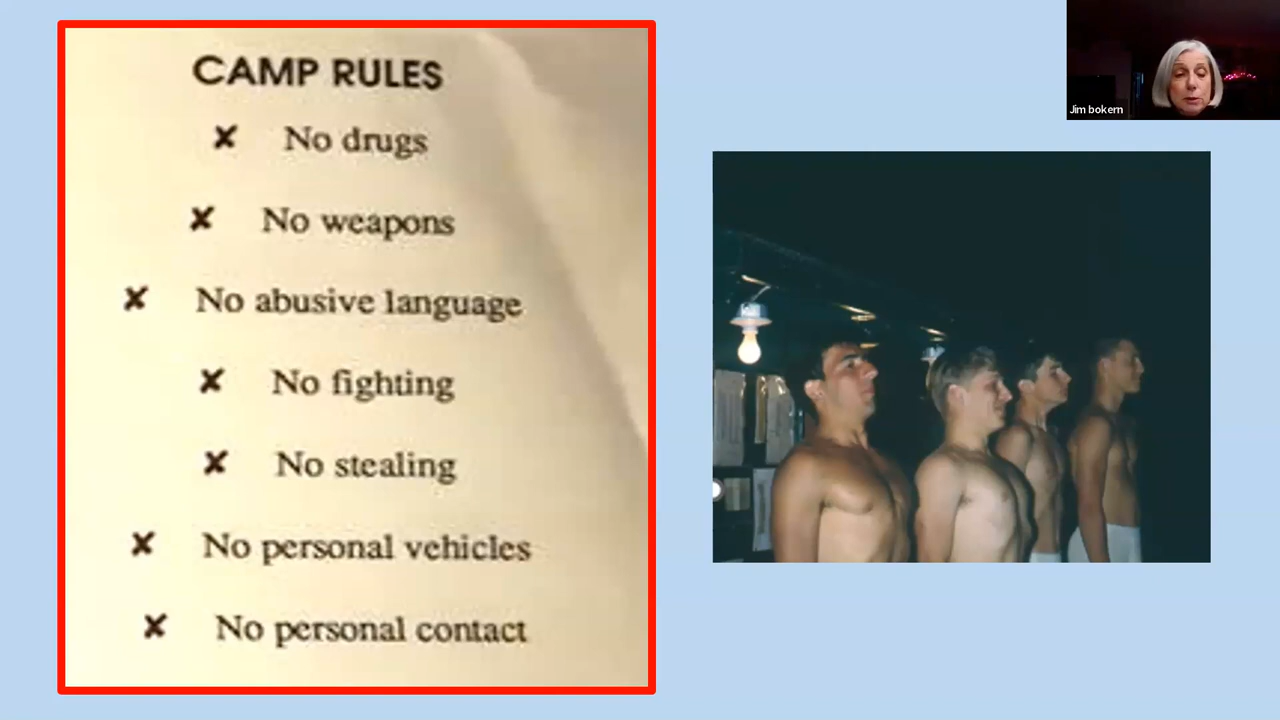 CAMP RULES
✘ No drugs
✘ No weapons
✘ No abusive language
✘ No fighting
✘ No stealing
✘ No personal vehicles
✘ No personal contact
Jim bokern